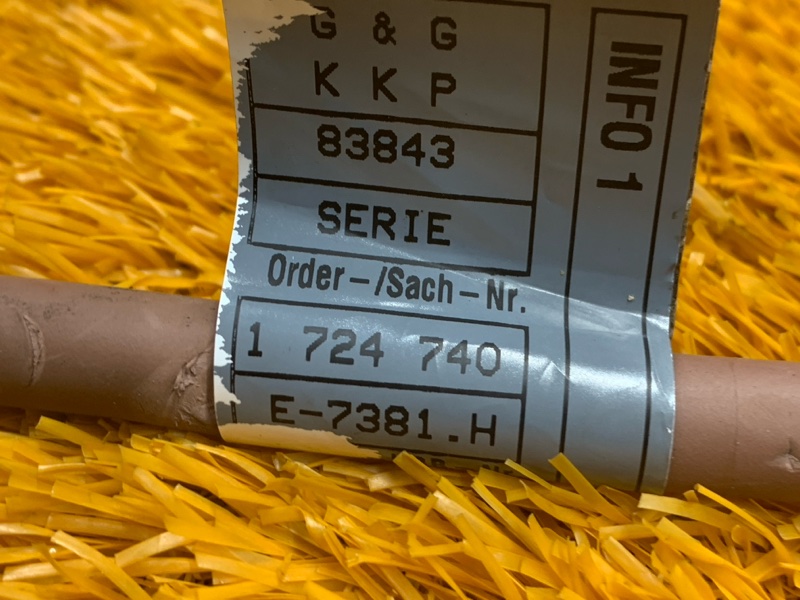 G & G
K K P
83843
SERIE
Order-/Sach-Nr.
1 724 740
E-7381.H
INFO 1